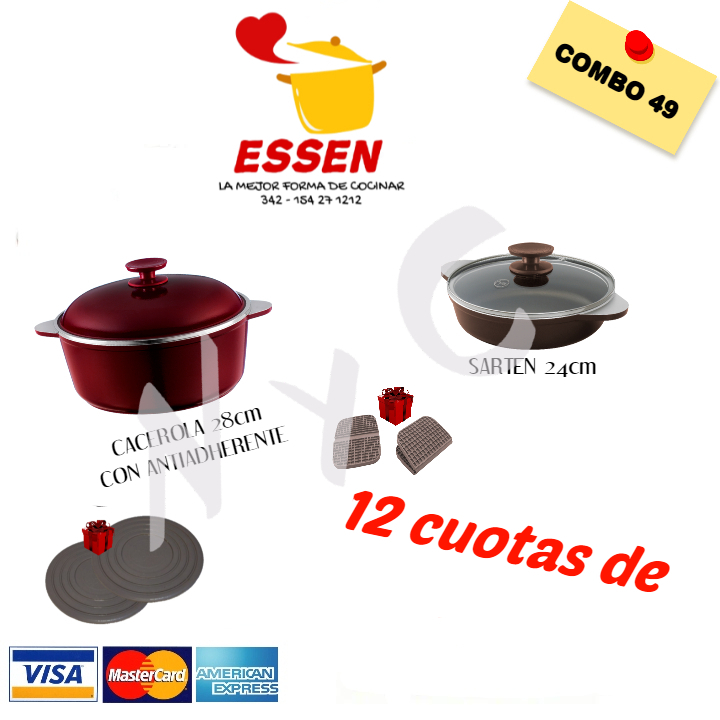 ESSEN
LA MEJOR FORMA DE COCINAR
342 - 154 27 1212
COMBO 49
NYC
CACEROLA 28cm
CON ANTIADHERENTE
SARTEN 24cm
12 cuotas de
VISA
MasterCard
AMERICAN
EXPRESS